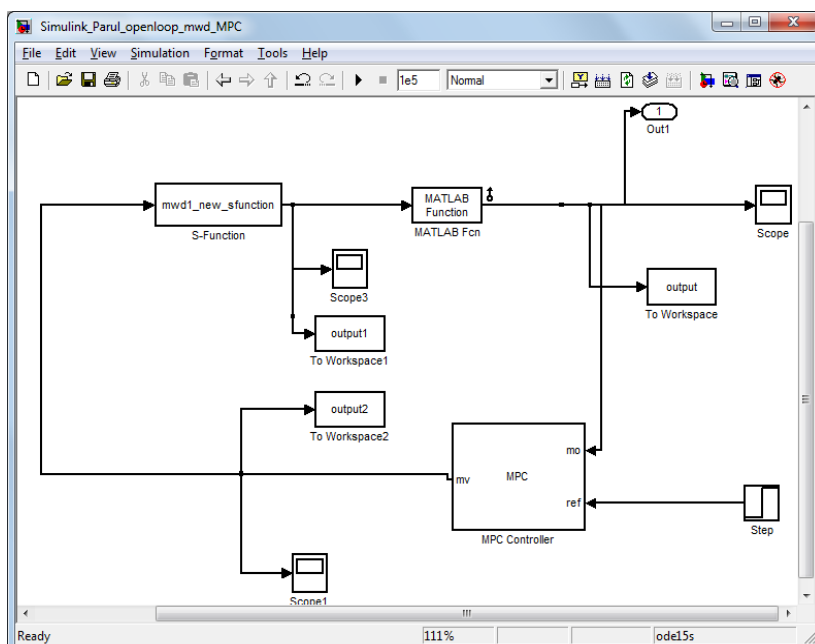 Simulink_Parul_openloop_mwd_MPC
File Edit View Simulation Format Tools Help
1e5 Normal
1
Out1
mwd1_new_sfunction
S-Function
MATLAB
Function
MATLAB Fcn
Scope
Scope3
output
To Workspace
output1
To Workspace1
output2
To Workspace2
mo
mv
MPC
ref
MPC Controller
Step
Scope1
Ready 111% ode15s